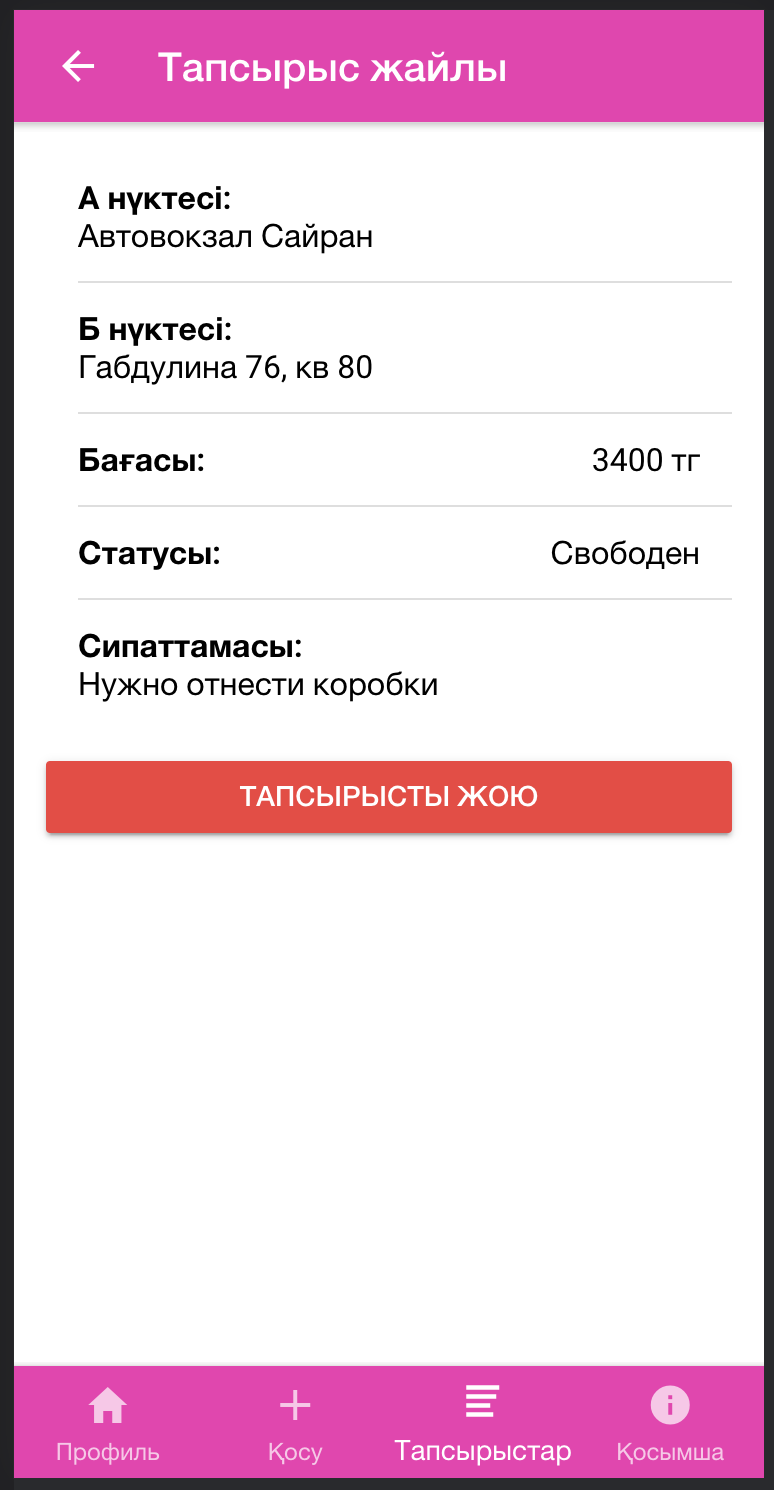 Тапсырыс жайлы
А нүктесі:
Автовокзал Сайран
Б нүктесі:
Габдулина 76, кв 80
Бағасы: 3400 тг
Статусы: Свободен
Сипаттамасы:
Нужно отнести коробки
ТАПСЫРЫСТЫ ЖОЮ
Профиль Қосу Тапсырыстар Қосымша